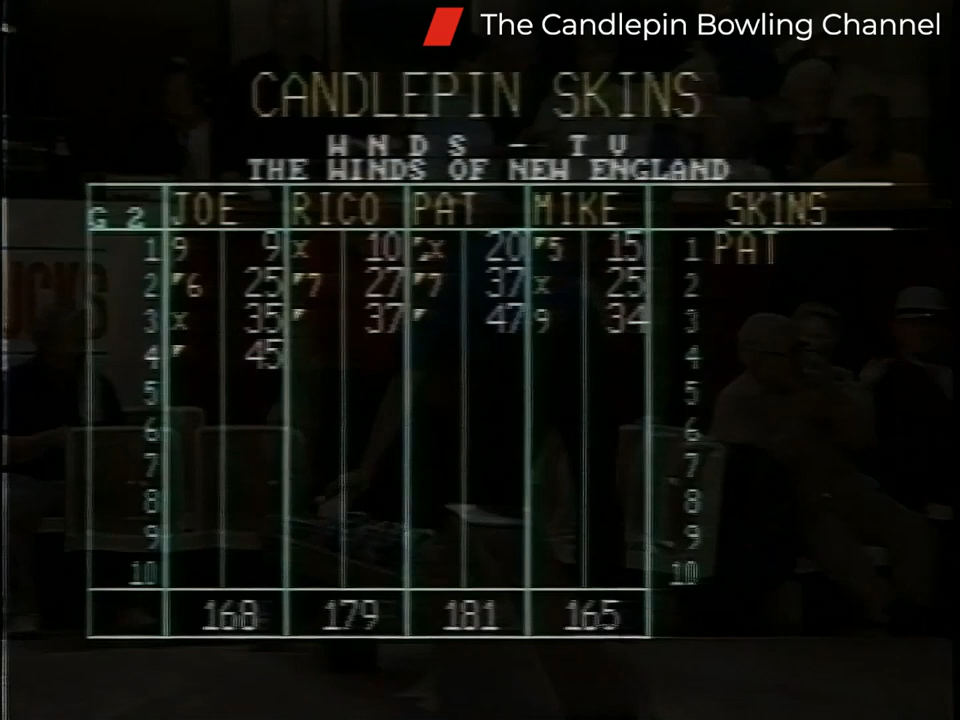 The Candlepin Bowling Channel
CANDLEPIN SKINS
W N D S - T V
THE WINDS OF NEW ENGLAND
G 2 JOE RICO PAT MIKE SKINS
1 9 9 x 10 "x 20 "5 15 1 PAT
2 "6 25 "7 27 "7 37 x 25 2
3 x 35 " 37 " 47 9 34 3
4 " 45 4
5 5
6 6
7 7
8 8
9 9
10 10
168 179 181 165